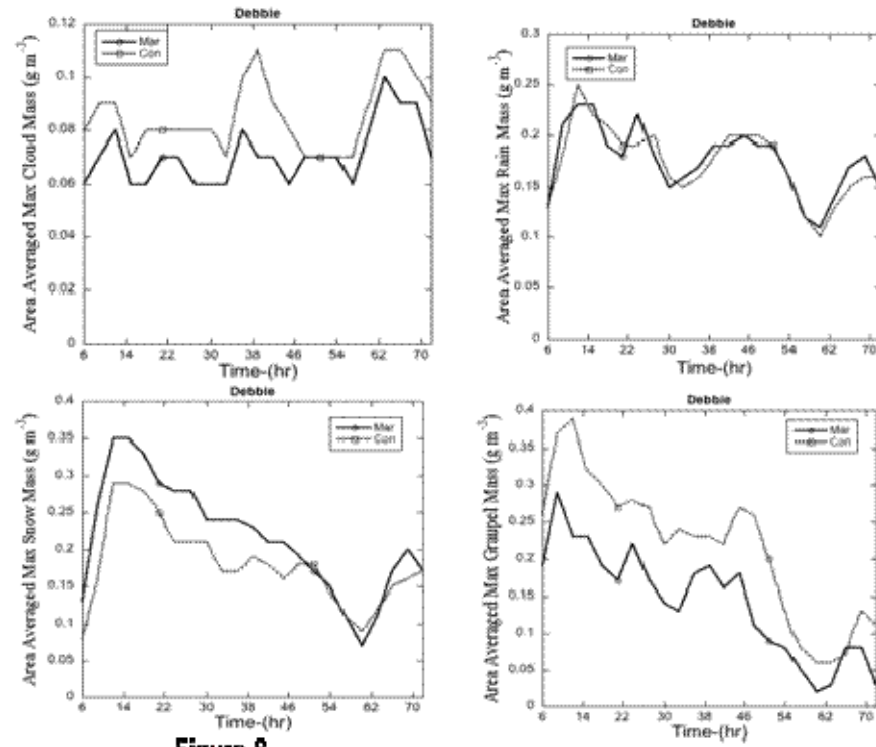 Debbie
Area Averaged Max Cloud Mass (g m⁻³)
0.12
0.1
0.08
0.06
0.04
0.02
0
Mar
Con
6 14 22 30 38 46 54 62 70
Time-(hr)
Debbie
Area Averaged Max Rain Mass (g m⁻³)
0.3
0.25
0.2
0.15
0.1
0.05
0
Mar
Con
6 14 22 30 38 46 54 62 70
Time-(hr)
Debbie
Area Averaged Max Snow Mass (g m⁻³)
0.4
0.35
0.3
0.25
0.2
0.15
0.1
0.05
0
Mar
Con
6 14 22 30 38 46 54 62 70
Time-(hr)
Debbie
Area Averaged Max Graupel Mass (g m⁻³)
0.4
0.35
0.3
0.25
0.2
0.15
0.1
0.05
0
Mar
Con
6 14 22 30 38 46 54 62 70
Time-(hr)